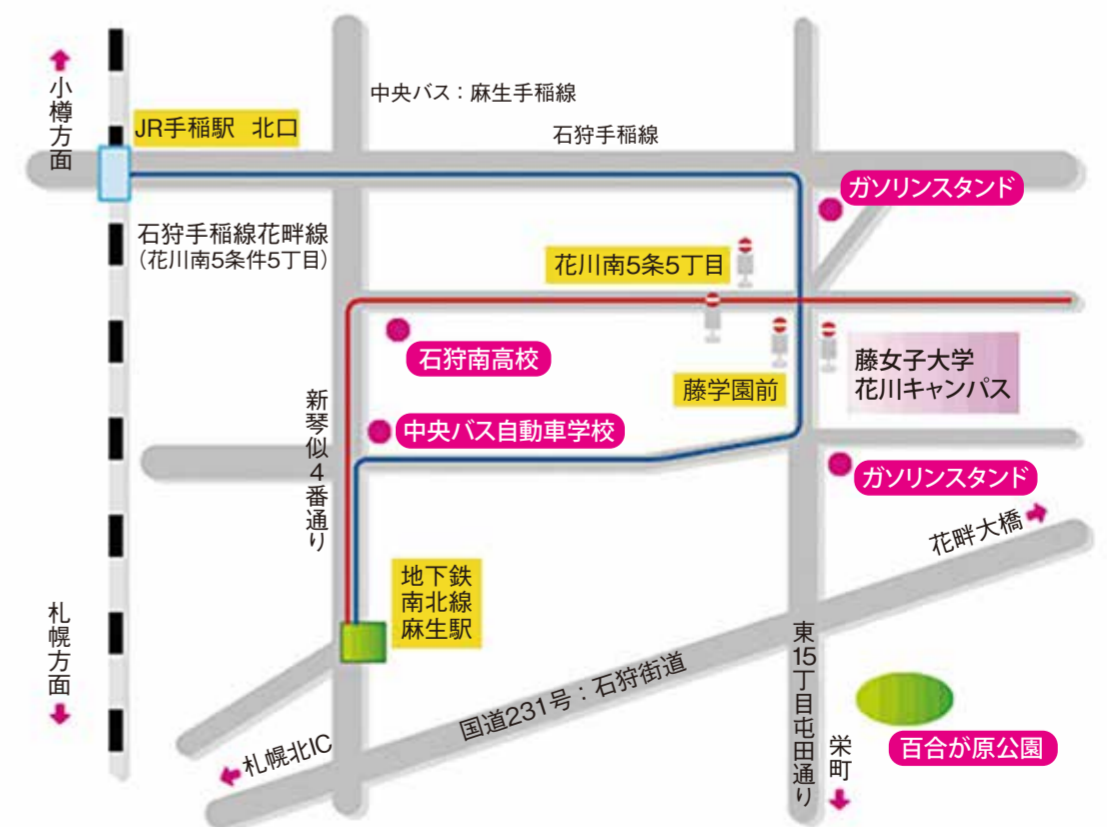 小樽方面
中央バス：麻生手稲線
JR手稲駅 北口
石狩手稲線
ガソリンスタンド
石狩手稲線花畔線
（花川南5条件5丁目）
花川南5条5丁目
石狩南高校
藤女子大学
花川キャンパス
藤学園前
新琴似4番通り
中央バス自動車学校
ガソリンスタンド
花畔大橋
地下鉄
南北線
麻生駅
札幌方面
国道231号：石狩街道
東15丁目屯田通り
札幌北IC
栄町
百合が原公園